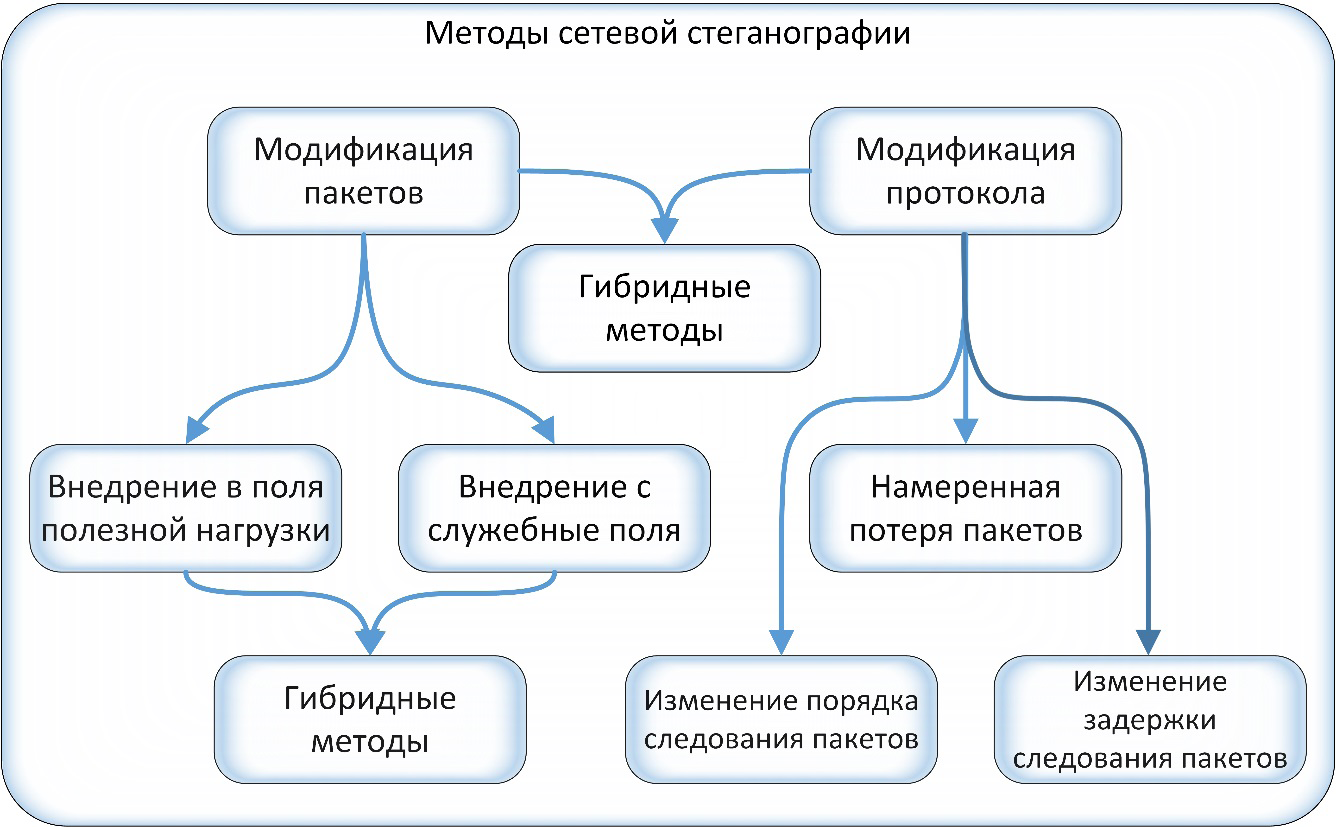 Методы сетевой стеганографии
Модификация
пакетов
Модификация
протокола
Гибридные
методы
Внедрение в поля
полезной нагрузки
Внедрение с
служебные поля
Намеренная
потеря пакетов
Гибридные
методы
Изменение порядка
следования пакетов
Изменение
задержки
следования пакетов